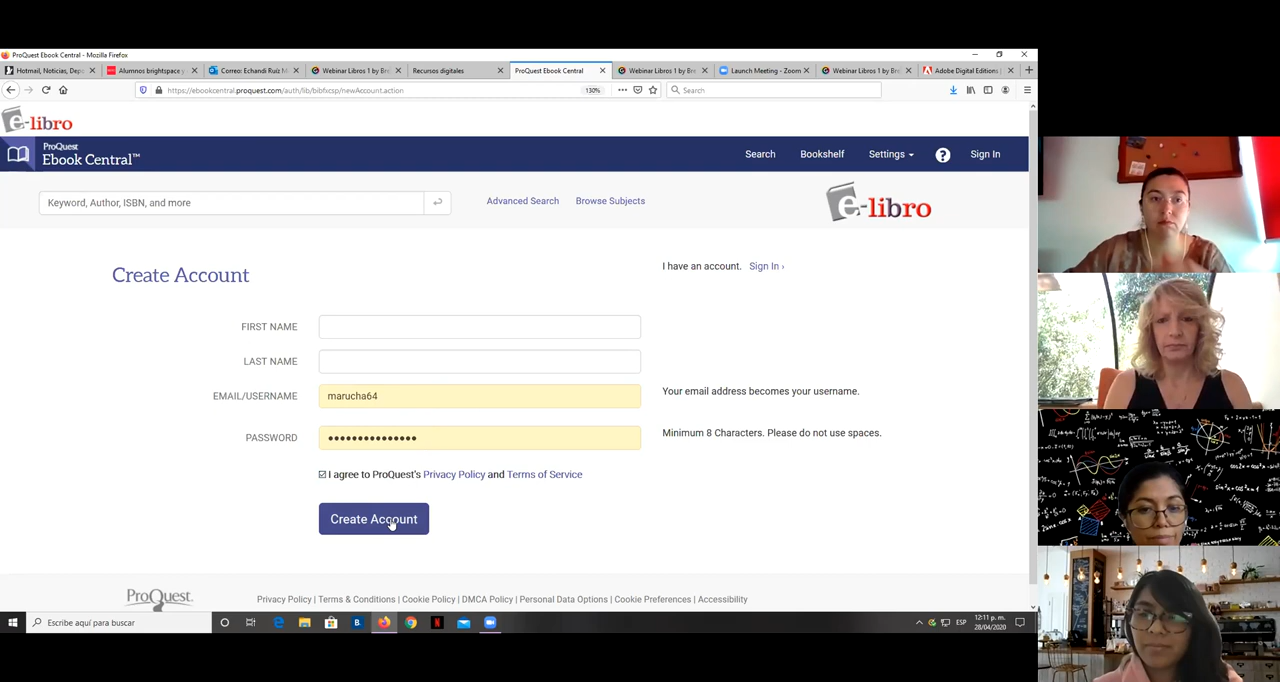 ProQuest Ebook Central - Mozilla Firefox
Hotmail, Noticias, Dep
Alumnos brightspace y
Correo: Echandi Ruiz M
Webinar Libros 1 by Bre
Recursos digitales
ProQuest Ebook Central
Webinar Libros 1 by Bre
Launch Meeting - Zoom
Webinar Libros 1 by Bre
Adobe Digital Editions |
https://ebookcentral.proquest.com/auth/lib/bibfxcsp/newAccount.action
130%
Search
e-libro
ProQuest
Ebook Central™
Search
Bookshelf
Settings
?
Sign In
Keyword, Author, ISBN, and more
Advanced Search
Browse Subjects
e-libro
Create Account
I have an account. Sign In ›
FIRST NAME
LAST NAME
EMAIL/USERNAME
marucha64
Your email address becomes your username.
PASSWORD
Minimum 8 Characters. Please do not use spaces.
I agree to ProQuest's Privacy Policy and Terms of Service
Create Account
ProQuest
Privacy Policy | Terms & Conditions | Cookie Policy | DMCA Policy | Personal Data Options | Cookie Preferences | Accessibility
Escribe aquí para buscar
ESP
12:11 p. m.
28/04/2020